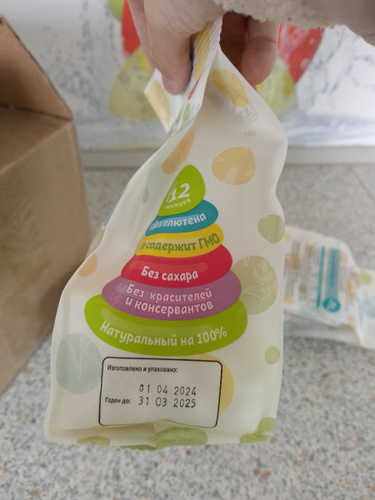 12
Без глютена
Не содержит ГМО
Без сахара
Без красителей
и консервантов
Натуральный на 100%
Изготовлено и упаковано:
01 04 2024
Годен до: 31 03 2025